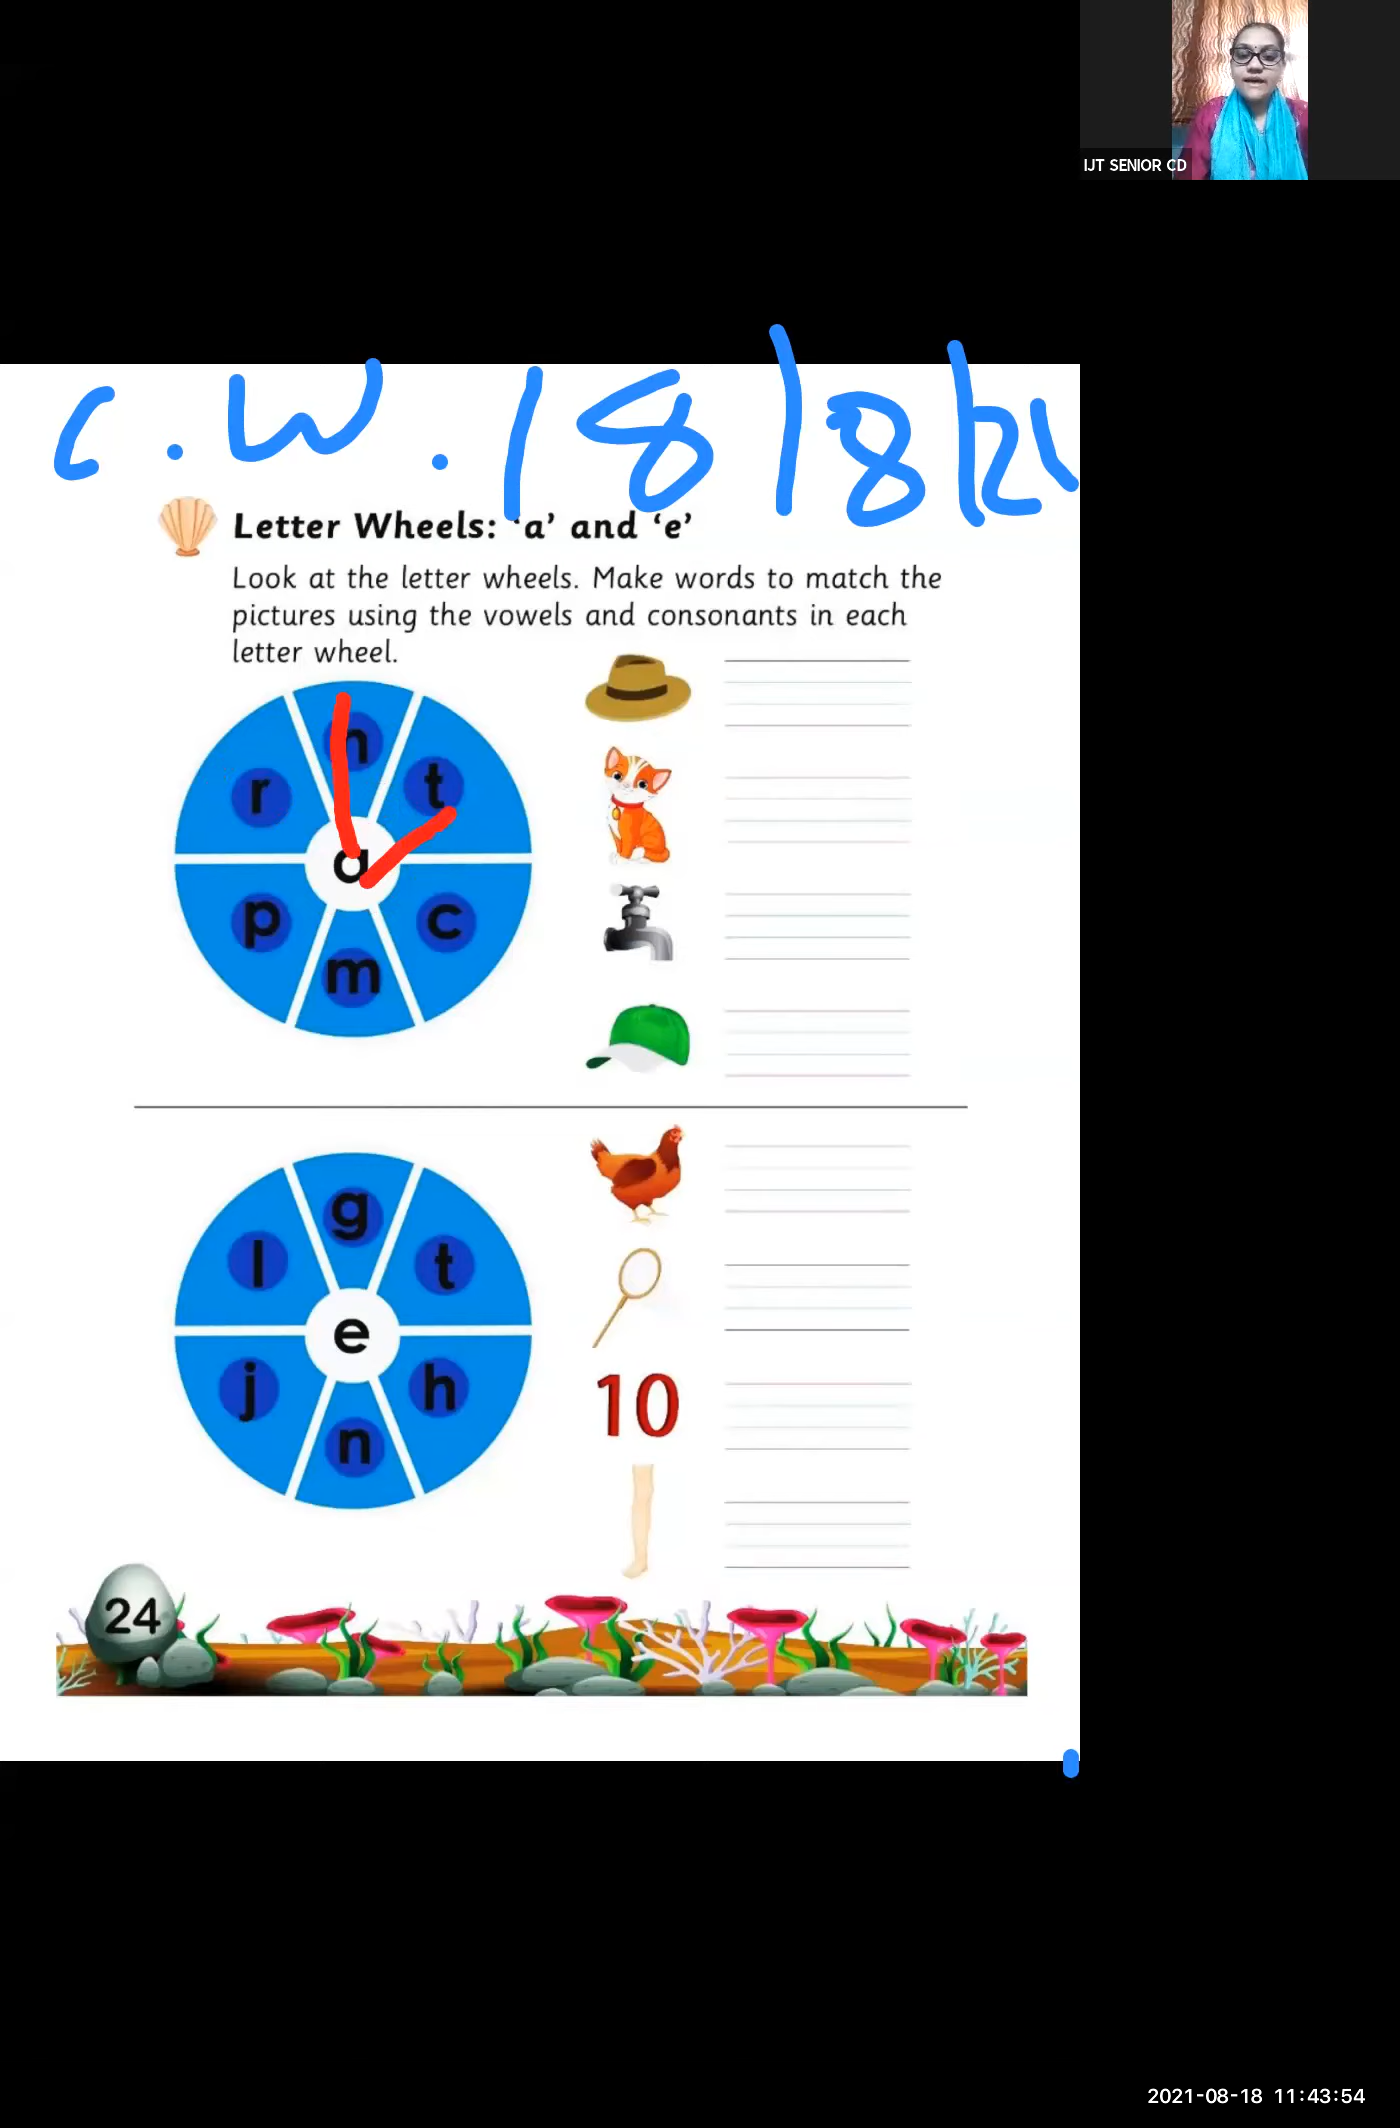 IJT SENIOR CD
C.W. 18/8/21
Letter Wheels: 'a' and 'e'
Look at the letter wheels. Make words to match the
pictures using the vowels and consonants in each
letter wheel.
h
t
r
a
p
c
m
g
l
t
e
j
h
n
10
24
2021-08-18 11:43:54